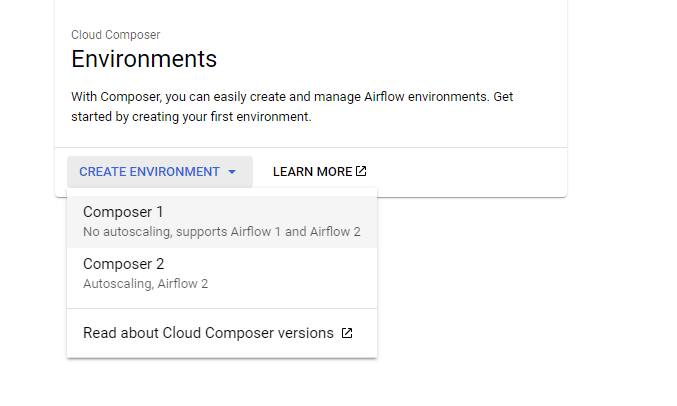 Cloud Composer
Environments
With Composer, you can easily create and manage Airflow environments. Get
started by creating your first environment.
CREATE ENVIRONMENT
LEARN MORE
Composer 1
No autoscaling, supports Airflow 1 and Airflow 2
Composer 2
Autoscaling, Airflow 2
Read about Cloud Composer versions